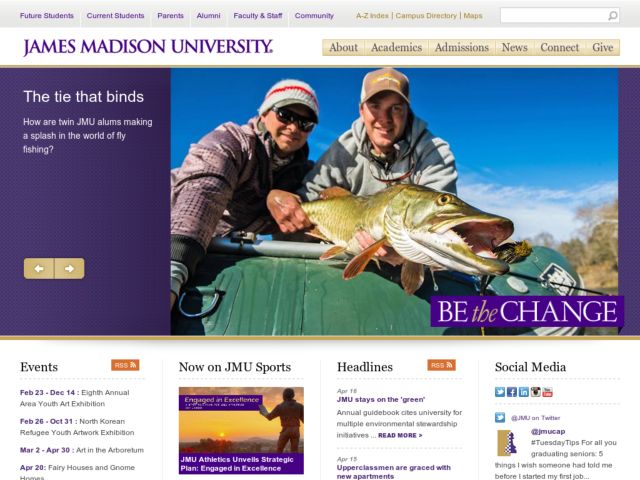 Future Students Current Students Parents Alumni Faculty & Staff Community A-Z Index | Campus Directory | Maps
JAMES MADISON UNIVERSITY.
About Academics Admissions News Connect Give
The tie that binds
How are twin JMU alums making
a splash in the world of fly
fishing?
BE the CHANGE
Events RSS
Feb 23 - Dec 14 : Eighth Annual
Area Youth Art Exhibition
Feb 26 - Oct 31 : North Korean
Refugee Youth Artwork Exhibition
Mar 2 - Apr 30 : Art in the Arboretum
Apr 20: Fairy Houses and Gnome
Homes
Now on JMU Sports
Engaged in Excellence
JMU Athletics Unveils Strategic
Plan: Engaged in Excellence
Headlines RSS
Apr 16
JMU stays on the 'green'
Annual guidebook cites university for
multiple environmental stewardship
initiatives ... READ MORE >
Apr 15
Upperclassmen are graced with
new apartments
Social Media
@JMU on Twitter
@jmucap
#TuesdayTips For all you
graduating seniors: 5
things I wish someone had told me
before I started my first job...